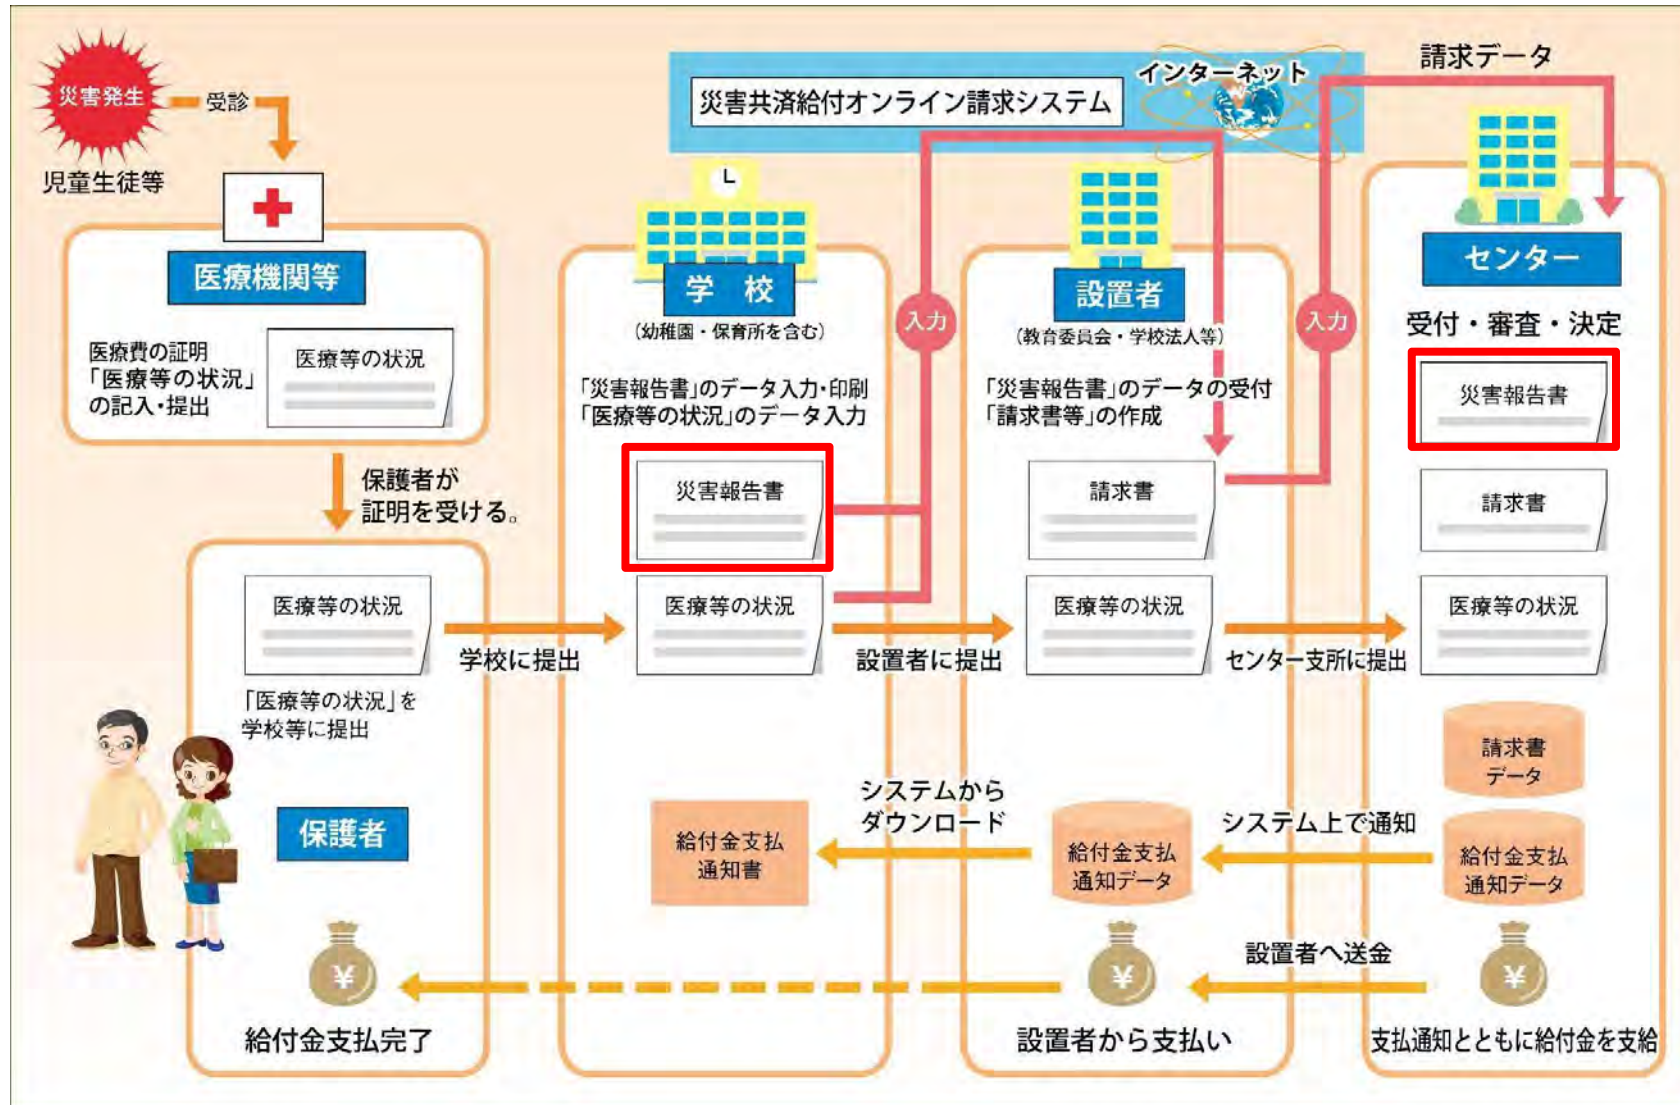 災害発生
受診
児童生徒等
災害共済給付オンライン請求システム
インターネット
請求データ
医療機関等
医療費の証明
「医療等の状況」
の記入・提出
医療等の状況
保護者が
証明を受ける。
医療等の状況
「医療等の状況」を
学校等に提出
保護者
給付金支払完了
学校に提出
学 校
(幼稚園・保育所を含む)
「災害報告書」のデータ入力・印刷
「医療等の状況」のデータ入力
災害報告書
医療等の状況
入力
設置者に提出
給付金支払
通知書
システムから
ダウンロード
設置者
(教育委員会・学校法人等)
「災害報告書」のデータの受付
「請求書等」の作成
請求書
医療等の状況
入力
センター支所に提出
給付金支払
通知データ
システム上で通知
設置者へ送金
設置者から支払い
センター
受付・審査・決定
災害報告書
請求書
医療等の状況
請求書
データ
給付金支払
通知データ
支払通知とともに給付金を支給